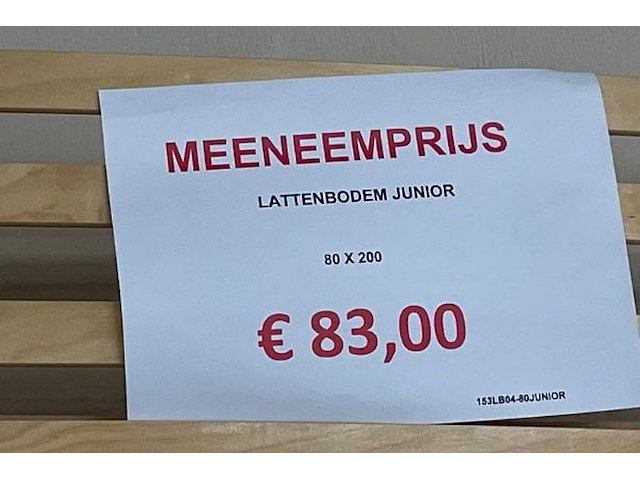 MEENEEMPRIJS
LATTENBODEM JUNIOR
80 X 200
€ 83,00
153LB04-80JUNIOR